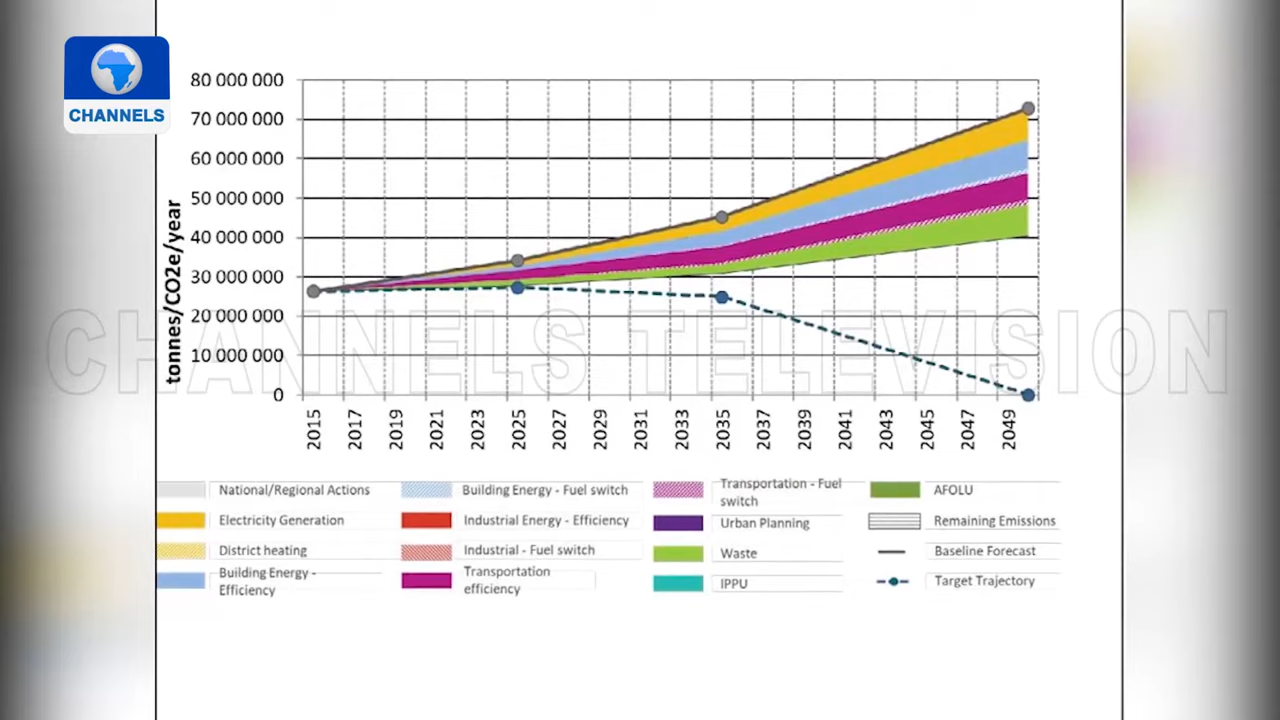 CHANNELS
80 000 000
70 000 000
60 000 000
50 000 000
40 000 000
30 000 000
20 000 000
10 000 000
0
tonnes/CO2e/year
CHANNELS TELEVISION
2015 2017 2019 2021 2023 2025 2027 2029 2031 2033 2035 2037 2039 2041 2043 2045 2047 2049
National/Regional Actions
Electricity Generation
District heating
Building Energy -
Efficiency
Building Energy - Fuel switch
Industrial Energy - Efficiency
Industrial - Fuel switch
Transportation
efficiency
Transportation - Fuel
switch
Urban Planning
Waste
IPPU
AFOLU
Remaining Emissions
Baseline Forecast
Target Trajectory